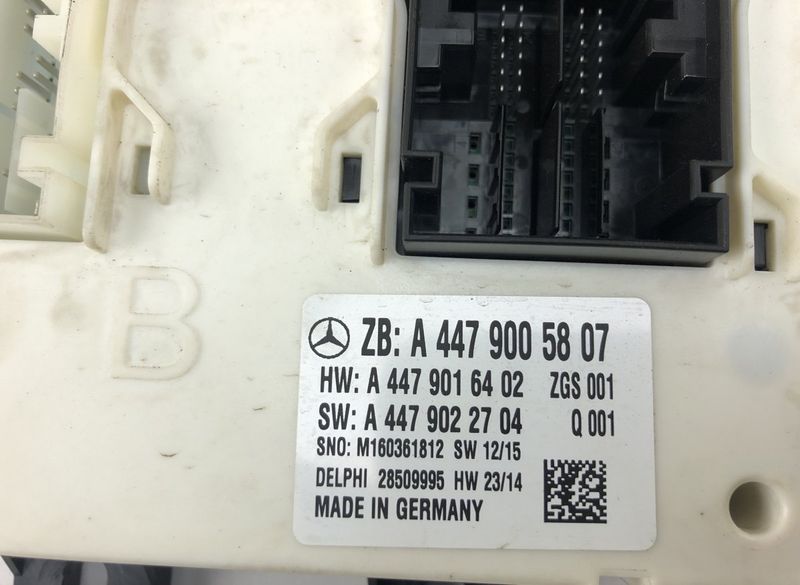 B
ZB: A 447 900 58 07
HW: A 447 901 64 02 ZGS 001
SW: A 447 902 27 04 Q 001
SNO: M160361812 SW 12/15
DELPHI 28509995 HW 23/14
MADE IN GERMANY